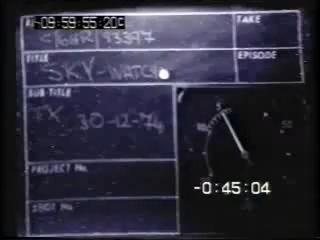 09:59:55:20
TAKE
TITLE
SKY-WATCH
EPISODE
SUB-TITLE
TX 30-12-74
5
PROJECT No.
-0:45:04